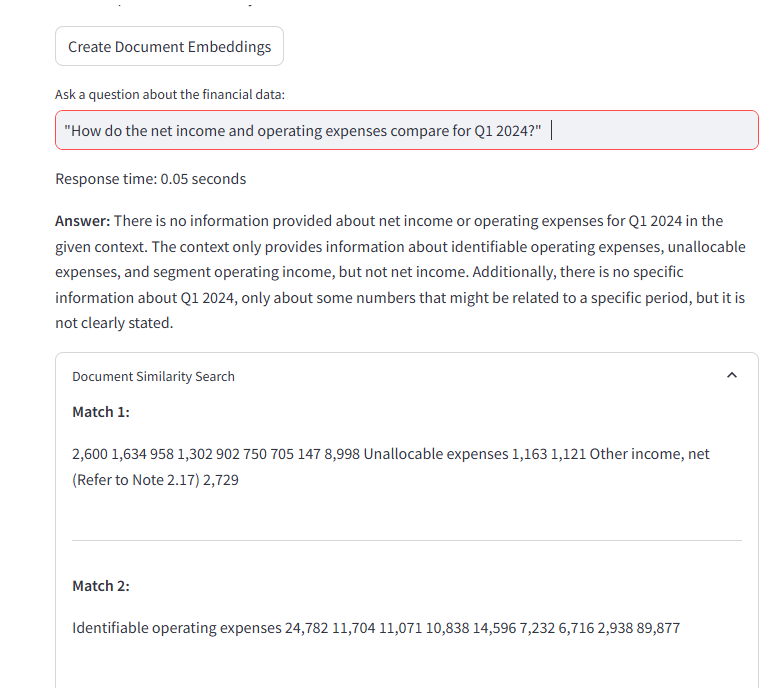 Create Document Embeddings
Ask a question about the financial data:
"How do the net income and operating expenses compare for Q1 2024?"
Response time: 0.05 seconds
Answer: There is no information provided about net income or operating expenses for Q1 2024 in the
given context. The context only provides information about identifiable operating expenses, unallocable
expenses, and segment operating income, but not net income. Additionally, there is no specific
information about Q1 2024, only about some numbers that might be related to a specific period, but it is
not clearly stated.
Document Similarity Search
Match 1:
2,600 1,634 958 1,302 902 750 705 147 8,998 Unallocable expenses 1,163 1,121 Other income, net
(Refer to Note 2.17) 2,729
Match 2:
Identifiable operating expenses 24,782 11,704 11,071 10,838 14,596 7,232 6,716 2,938 89,877